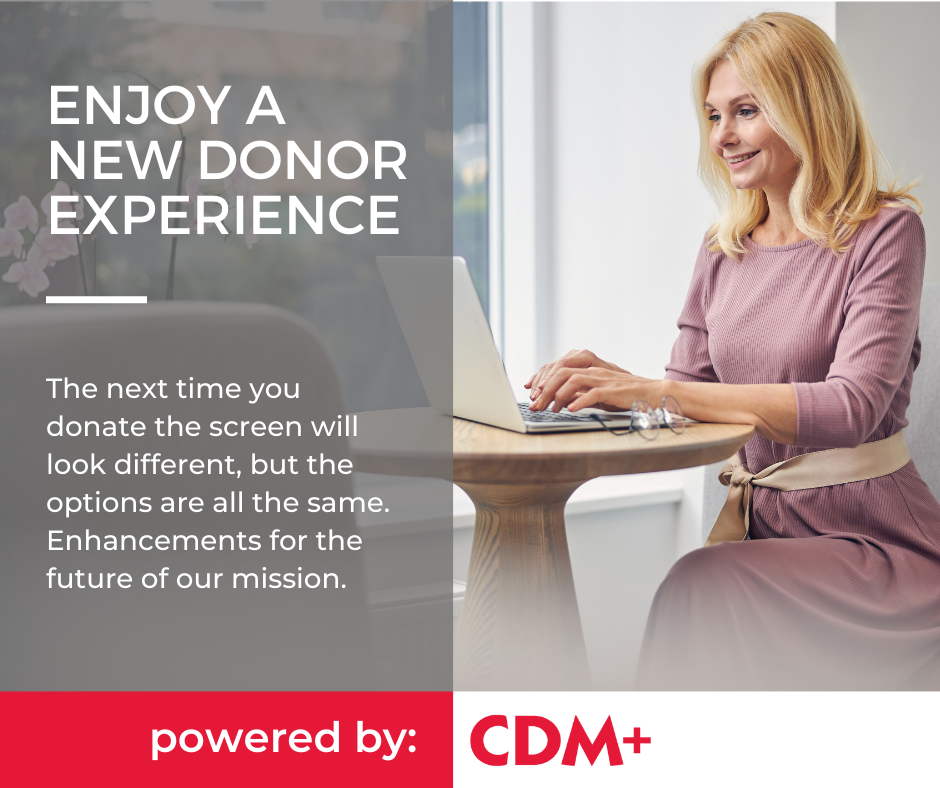 ENJOY A
NEW DONOR
EXPERIENCE
The next time you
donate the screen will
look different, but the
options are all the same.
Enhancements for the
future of our mission.
powered by: CDM+